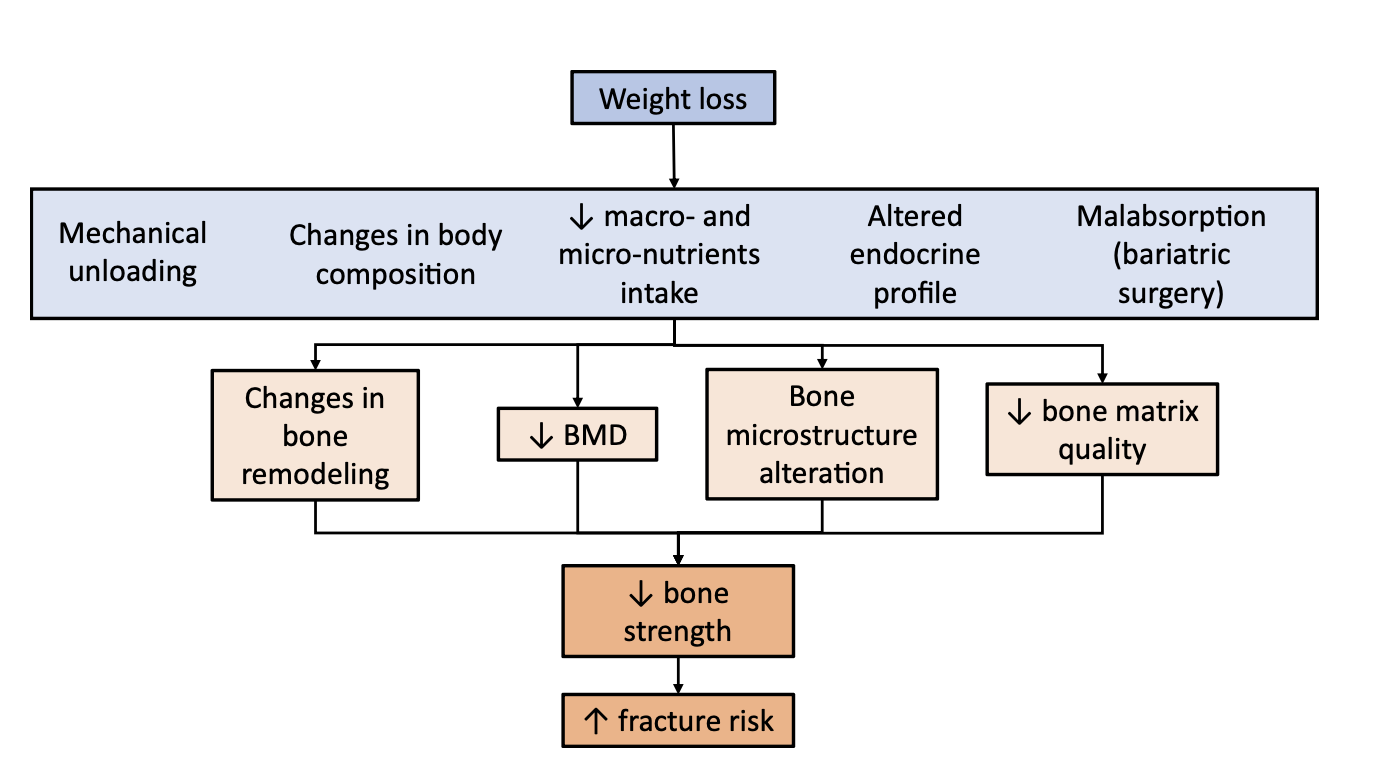 Weight loss
Mechanical
unloading
Changes in body
composition
↓ macro- and
micro-nutrients
intake
Altered
endocrine
profile
Malabsorption
(bariatric
surgery)
Changes in
bone
remodeling
↓ BMD
Bone
microstructure
alteration
↓ bone matrix
quality
↓ bone
strength
↑ fracture risk